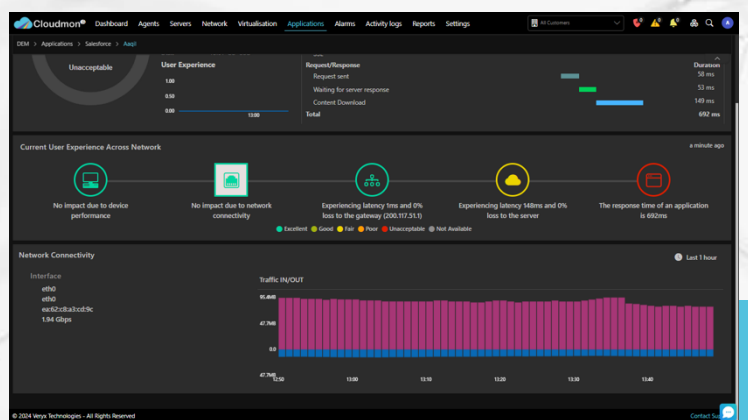 Cloudmon
Dashboard Agents Servers Network Virtualisation Applications Alarms Activity logs Reports Settings
All Customers
DEM > Applications > Salesforce > Aaqil
Unacceptable
User Experience
1.00
0.50
0.00
13:00
Request/Response Duration
Request sent 58 ms
Waiting for server response 53 ms
Content Download 149 ms
Total 692 ms
Current User Experience Across Network
a minute ago
No impact due to device performance
No impact due to network connectivity
Experiencing latency 1ms and 0% loss to the gateway (200.117.51.1)
Experiencing latency 148ms and 0% loss to the server
The response time of an application is 692ms
Excellent Good Fair Poor Unacceptable Not Available
Network Connectivity
Last 1 hour
Interface
eth0
eth0
ea:62:c8:a3:cd:9c
1.94 Gbps
Traffic IN/OUT
95.4MB
47.7MB
0.0
47.7MB
12:50 13:00 13:10 13:20 13:30 13:40
© 2024 Veryx Technologies - All Rights Reserved
Contact